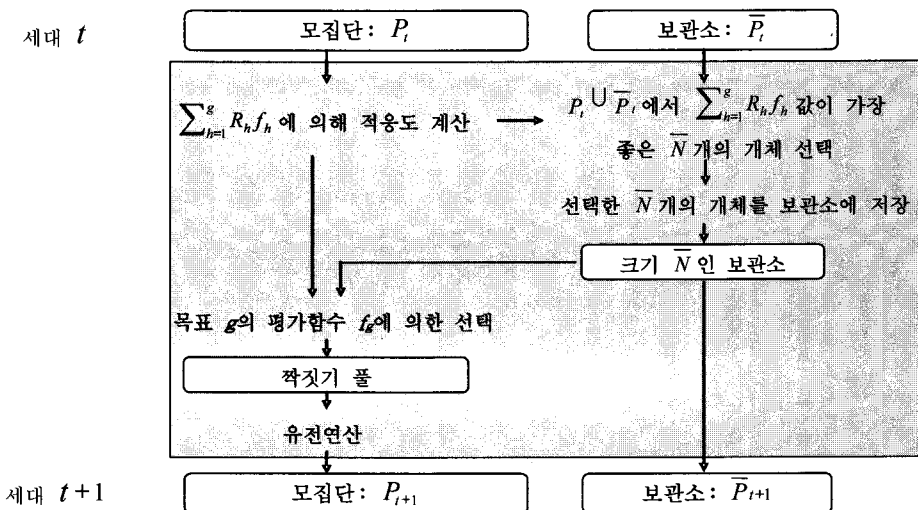 세대 t
모집단: P_t
보관소: P̅_t
∑_{h=1}^{g} R_h f_h 에 의해 적응도 계산
P_t ∪ P̅_t 에서 ∑_{h=1}^{g} R_h f_h 값이 가장
좋은 N̅개의 개체 선택
선택한 N̅개의 개체를 보관소에 저장
크기 N̅인 보관소
목표 g의 평가함수 f_g에 의한 선택
짝짓기 풀
유전연산
세대 t+1
모집단: P_{t+1}
보관소: P̅_{t+1}